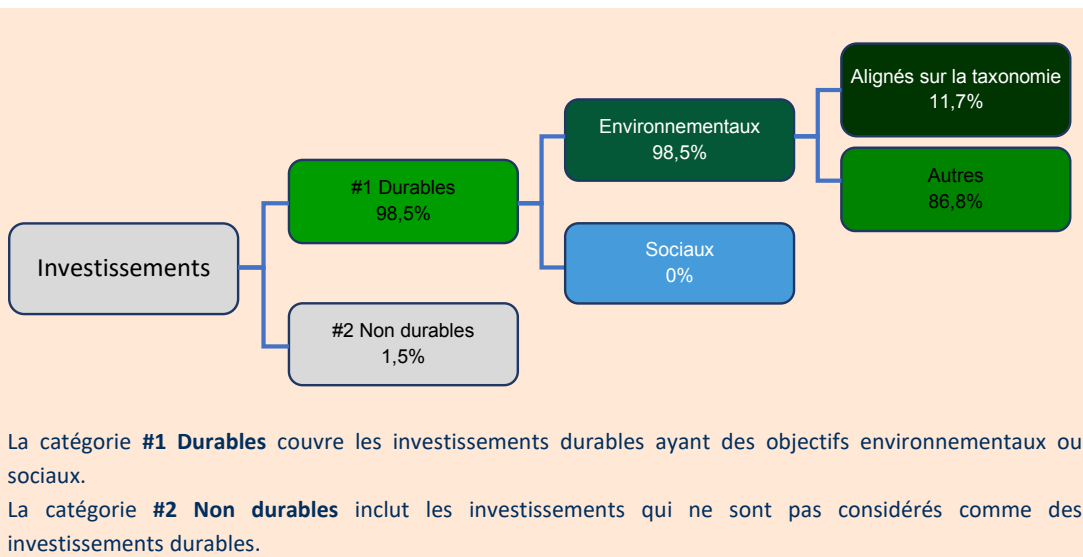 Investissements
#1 Durables
98,5%
#2 Non durables
1,5%
Environnementaux
98,5%
Sociaux
0%
Alignés sur la taxonomie
11,7%
Autres
86,8%
La catégorie #1 Durables couvre les investissements durables ayant des objectifs environnementaux ou
sociaux.
La catégorie #2 Non durables inclut les investissements qui ne sont pas considérés comme des
investissements durables.